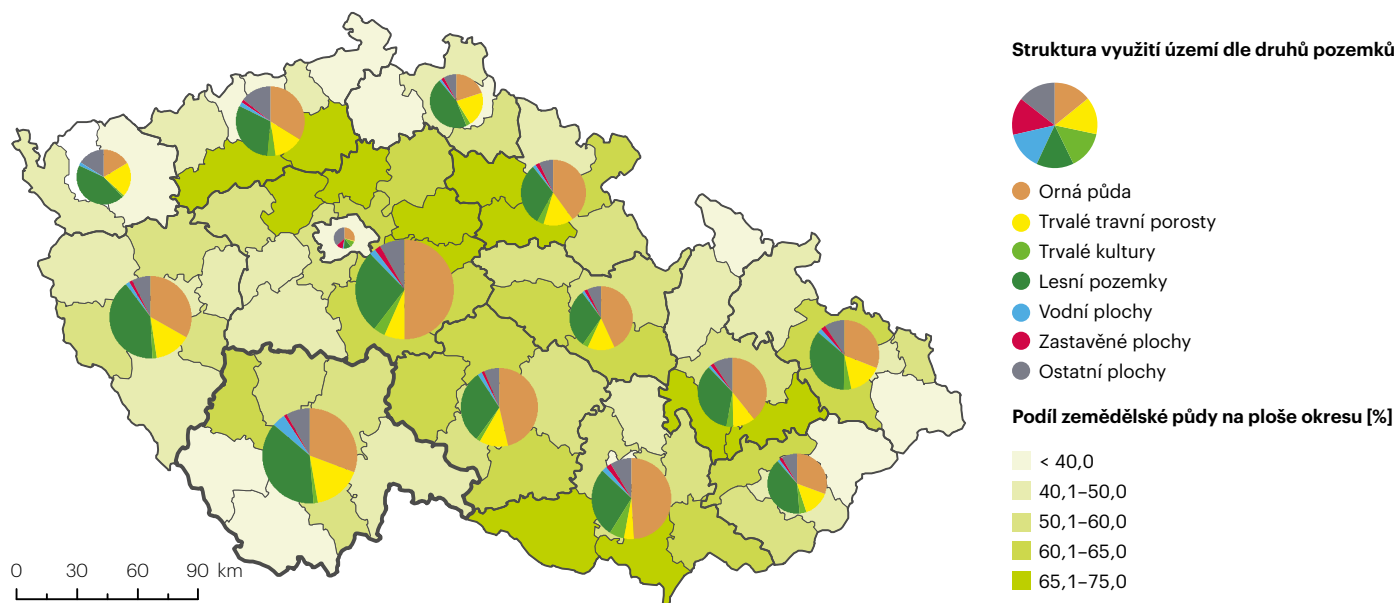 Struktura využití území dle druhů pozemků
Orná půda
Trvalé travní porosty
Trvalé kultury
Lesní pozemky
Vodní plochy
Zastavěné plochy
Ostatní plochy
Podíl zemědělské půdy na ploše okresu [%]
< 40,0
40,1–50,0
50,1–60,0
60,1–65,0
65,1–75,0
0 30 60 90 km